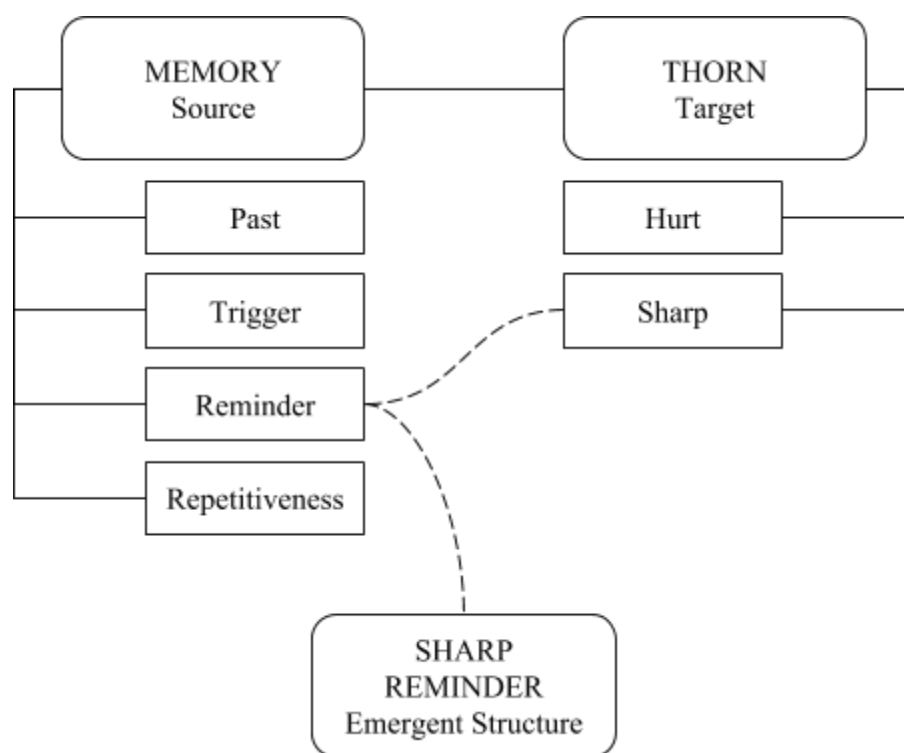 MEMORY
Source
THORN
Target
Past
Hurt
Trigger
Sharp
Reminder
Repetitiveness
SHARP
REMINDER
Emergent Structure